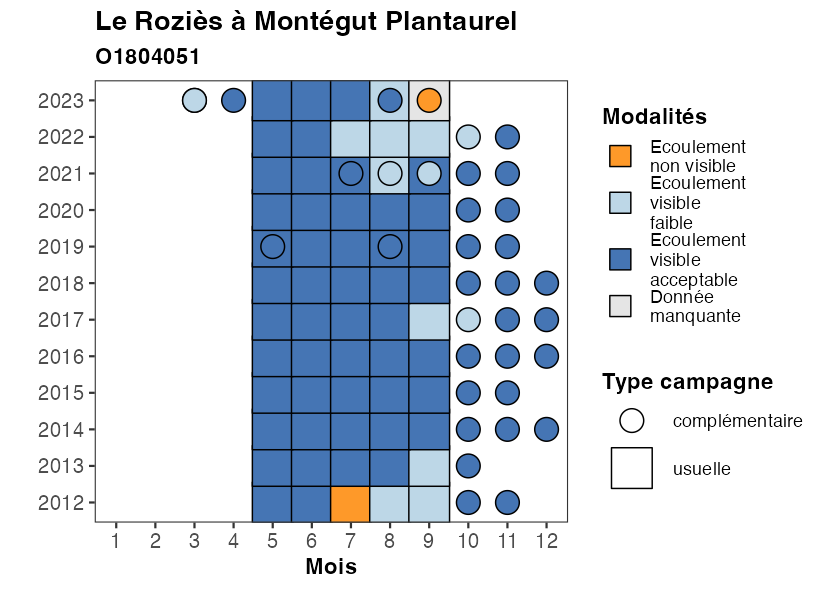 Le Roziès à Montégut Plantaurel
O1804051
2023
2022
2021
2020
2019
2018
2017
2016
2015
2014
2013
2012
1 2 3 4 5 6 7 8 9 10 11 12
Mois
Modalités
Ecoulement
non visible
Ecoulement
visible
faible
Ecoulement
visible
acceptable
Donnée
manquante
Type campagne
complémentaire
usuelle